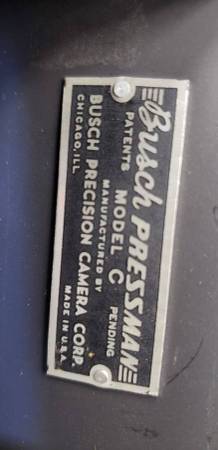 Busch PRESSMAN
PATENTS MODEL C PENDING
MANUFACTURED BY
BUSCH PRECISION CAMERA CORP.
CHICAGO, ILL. MADE IN U.S.A.